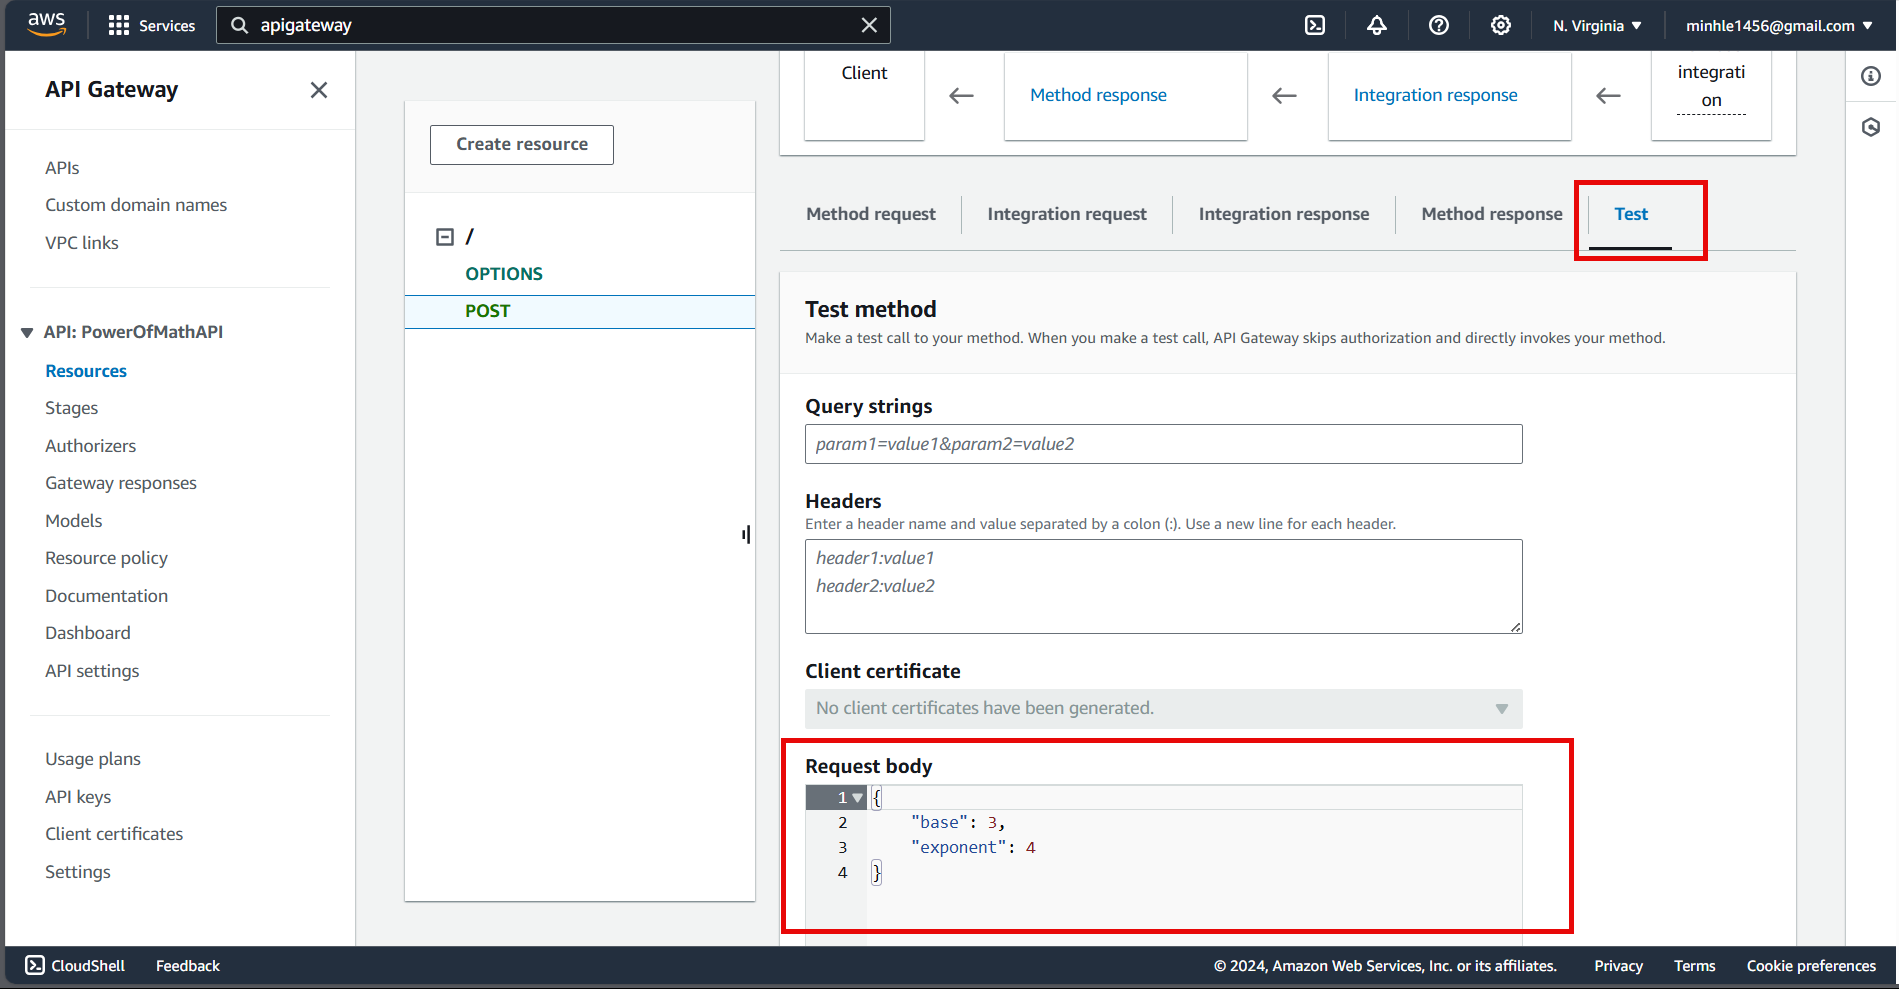 aws
Services
apigateway
N. Virginia
minhle1456@gmail.com
API Gateway
APIs
Custom domain names
VPC links
API: PowerOfMathAPI
Resources
Stages
Authorizers
Gateway responses
Models
Resource policy
Documentation
Dashboard
API settings
Usage plans
API keys
Client certificates
Settings
Create resource
/
OPTIONS
POST
Client
Method response
Integration response
integrati
on
Method request
Integration request
Integration response
Method response
Test
Test method
Make a test call to your method. When you make a test call, API Gateway skips authorization and directly invokes your method.
Query strings
param1=value1&param2=value2
Headers
Enter a header name and value separated by a colon (:). Use a new line for each header.
header1:value1
header2:value2
Client certificate
No client certificates have been generated.
Request body
1 {
2 "base": 3,
3 "exponent": 4
4 }
CloudShell
Feedback
© 2024, Amazon Web Services, Inc. or its affiliates.
Privacy
Terms
Cookie preferences